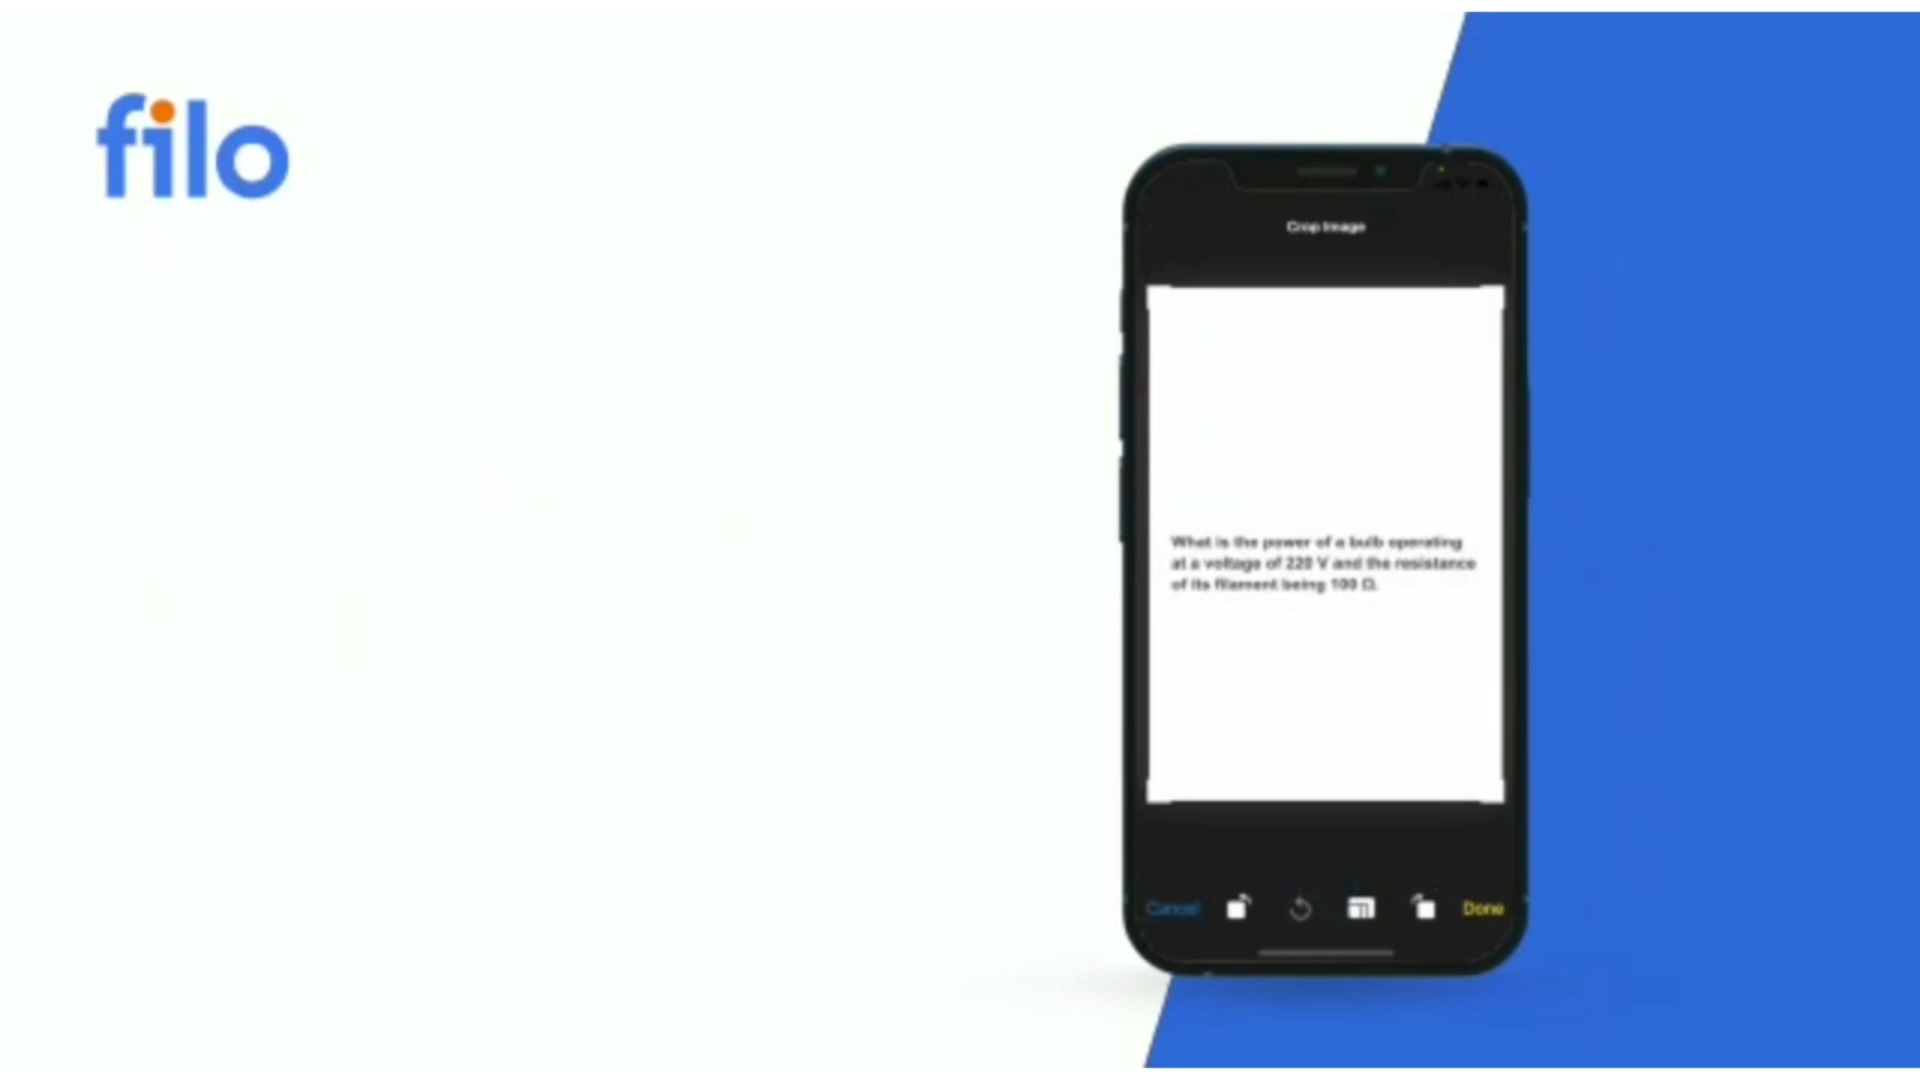 filo
Crop Image
What is the power of a bulb operating
at a voltage of 220 V and the resistance
of its filament being 100 Ω.
Cancel
Done